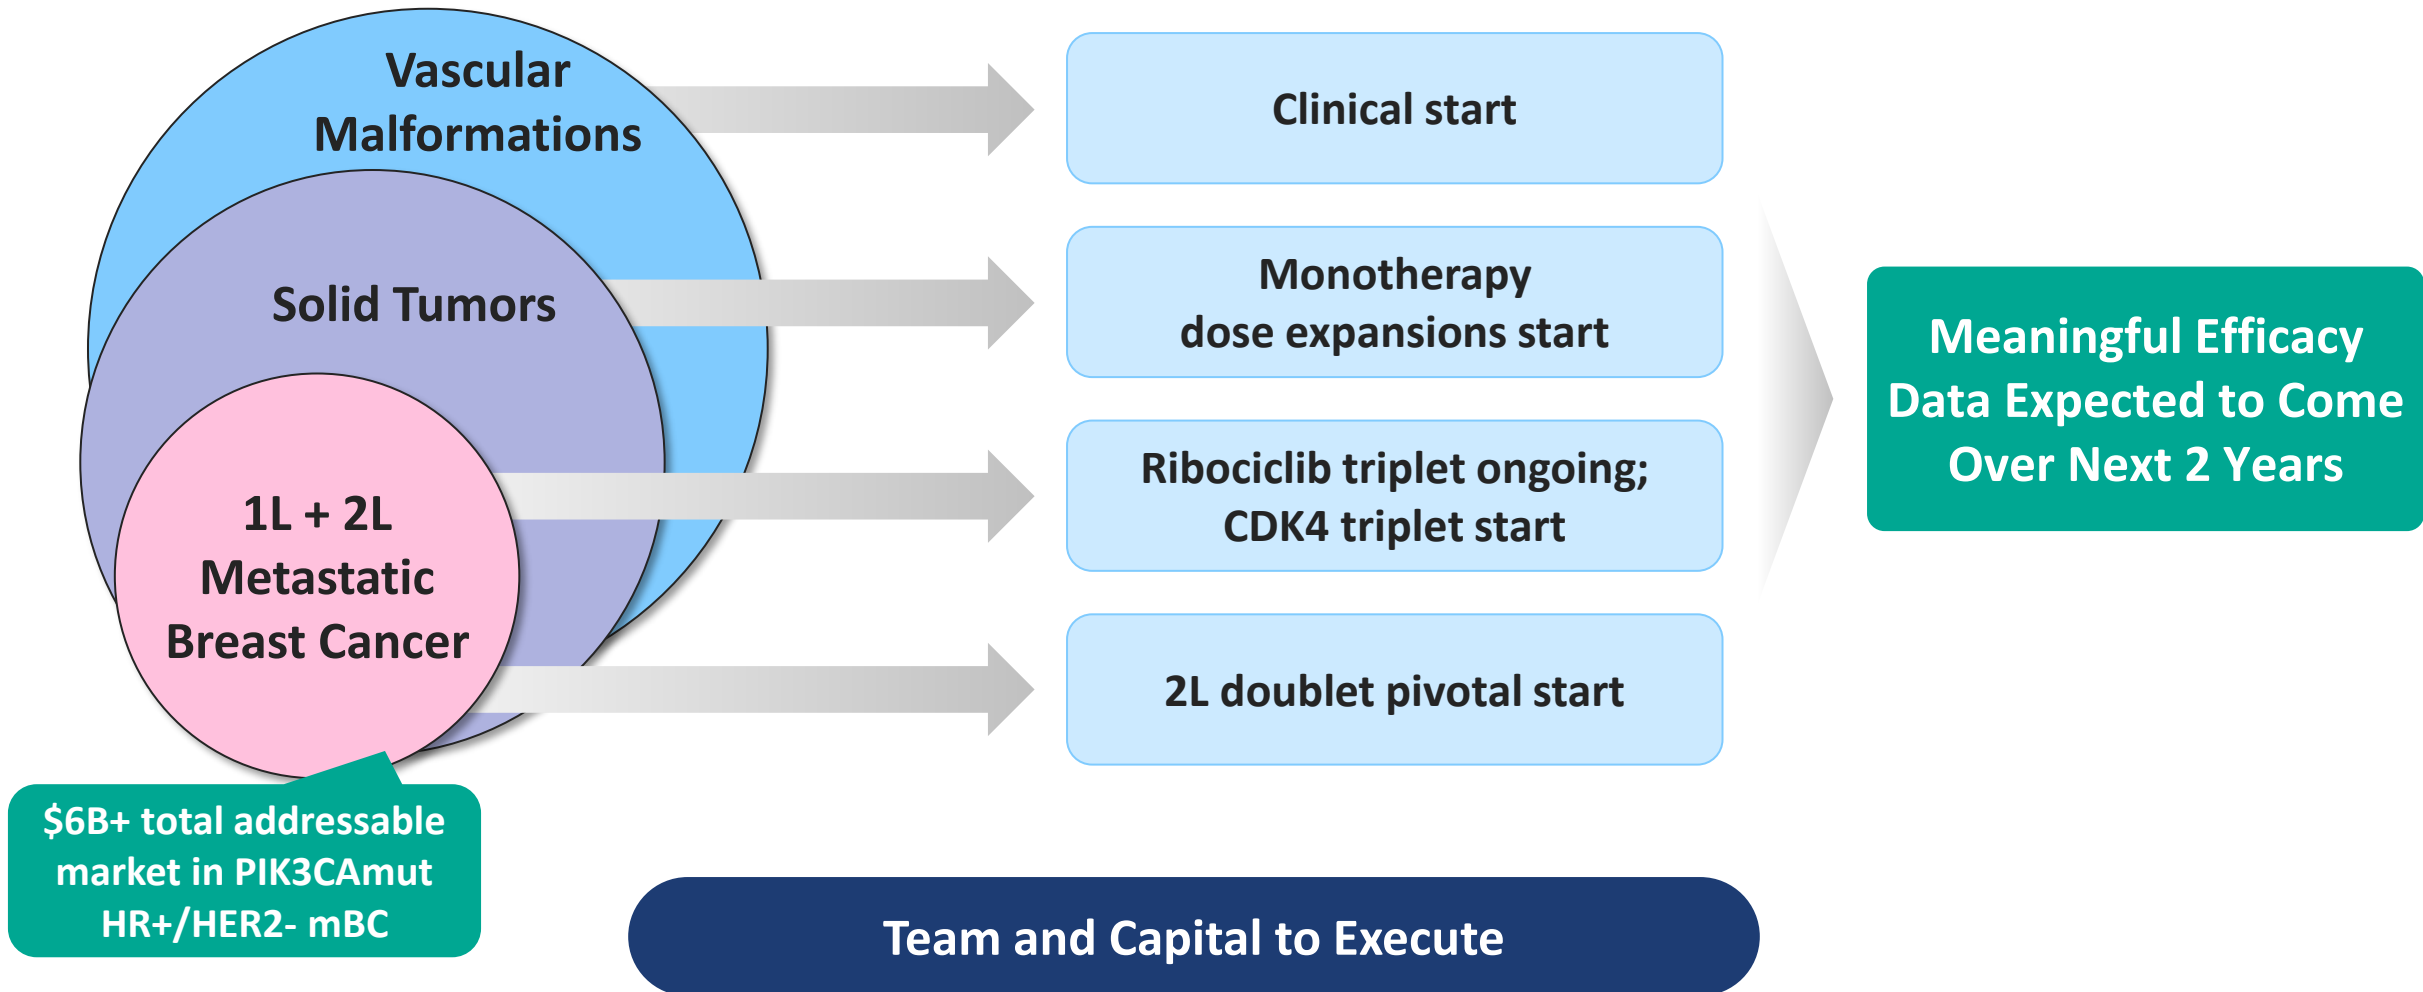 Vascular
Malformations
Solid Tumors
1L + 2L
Metastatic
Breast Cancer
$6B+ total addressable
market in PIK3CAmut
HR+/HER2- mBC
Clinical start
Monotherapy
dose expansions start
Ribociclib triplet ongoing;
CDK4 triplet start
2L doublet pivotal start
Meaningful Efficacy
Data Expected to Come
Over Next 2 Years
Team and Capital to Execute